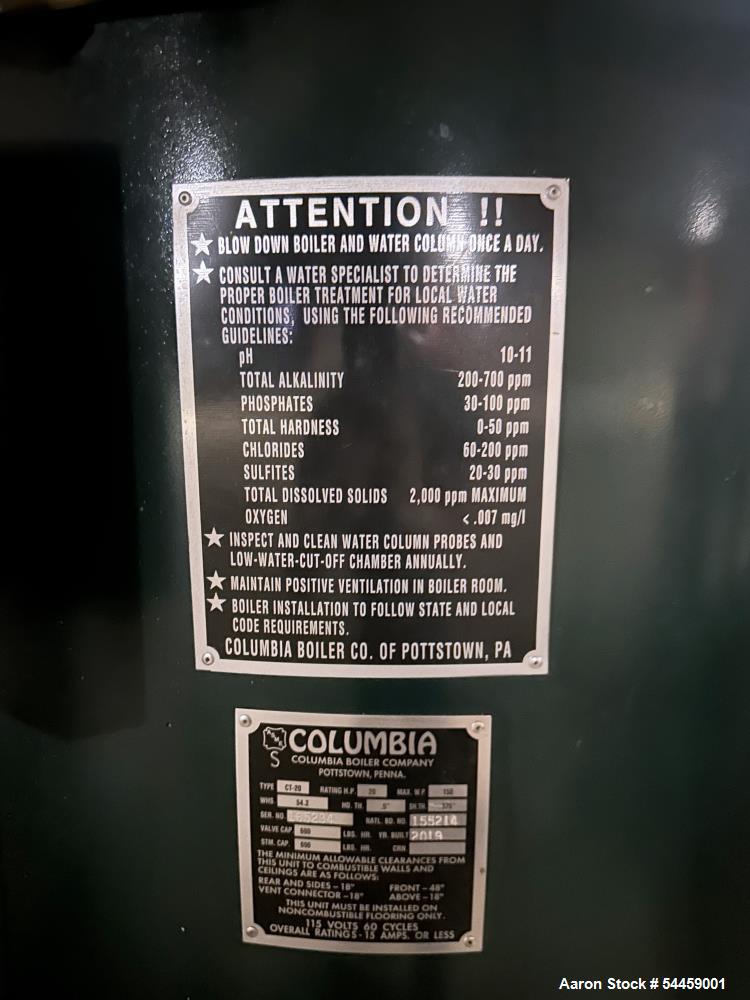 ATTENTION !!
★ BLOW DOWN BOILER AND WATER COLUMN ONCE A DAY.
★ CONSULT A WATER SPECIALIST TO DETERMINE THE
PROPER BOILER TREATMENT FOR LOCAL WATER
CONDITIONS, USING THE FOLLOWING RECOMMENDED
GUIDELINES:
pH 10-11
TOTAL ALKALINITY 200-700 ppm
PHOSPHATES 30-100 ppm
TOTAL HARDNESS 0-50 ppm
CHLORIDES 60-200 ppm
SULFITES 20-30 ppm
TOTAL DISSOLVED SOLIDS 2,000 ppm MAXIMUM
OXYGEN < .007 mg/l
★ INSPECT AND CLEAN WATER COLUMN PROBES AND
LOW-WATER-CUT-OFF CHAMBER ANNUALLY.
★ MAINTAIN POSITIVE VENTILATION IN BOILER ROOM.
★ BOILER INSTALLATION TO FOLLOW STATE AND LOCAL
CODE REQUIREMENTS.
COLUMBIA BOILER CO. OF POTTSTOWN, PA
ASME
S
COLUMBIA
COLUMBIA BOILER COMPANY
POTTSTOWN, PENNA.
TYPE CT-20 RATING H.P. 20 MAX. W.P. 150
WHS. 54.2 HD. TH. .5" SH. TH.
SER. NO. NATL. BD. NO. 155214
VALVE CAP. 690 LBS. HR. YR. BUILT 2019
STM. CAP. 690 LBS. HR. CRN
THE MINIMUM ALLOWABLE CLEARANCES FROM
THIS UNIT TO COMBUSTIBLE WALLS AND
CEILINGS ARE AS FOLLOWS:
REAR AND SIDES – 18" FRONT – 48"
VENT CONNECTOR – 18" ABOVE – 18"
THIS UNIT MUST BE INSTALLED ON
NONCOMBUSTIBLE FLOORING ONLY.
115 VOLTS 60 CYCLES
OVERALL RATINGS - 15 AMPS. OR LESS
Aaron Stock # 54459001